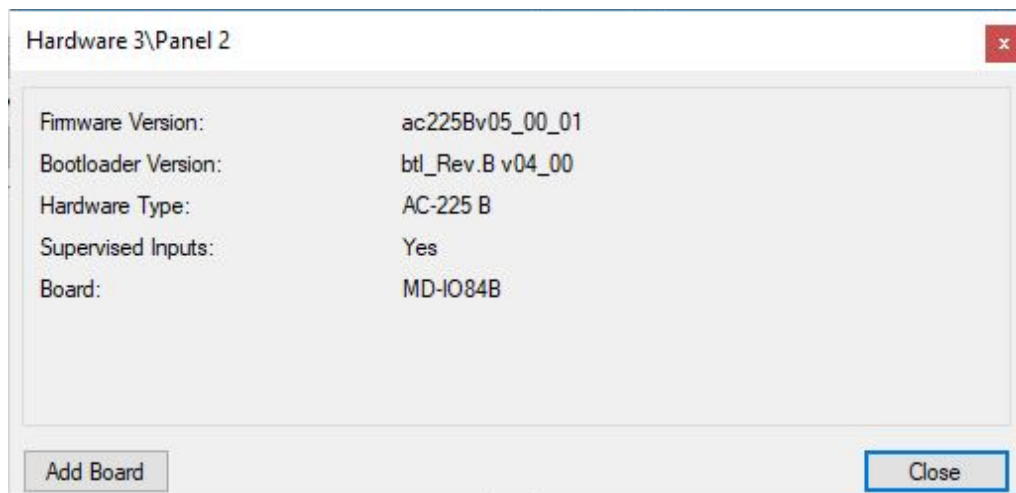 Hardware 3\Panel 2
x
Firmware Version: ac225Bv05_00_01
Bootloader Version: btl_Rev.B v04_00
Hardware Type: AC-225 B
Supervised Inputs: Yes
Board: MD-IO84B
Add Board Close